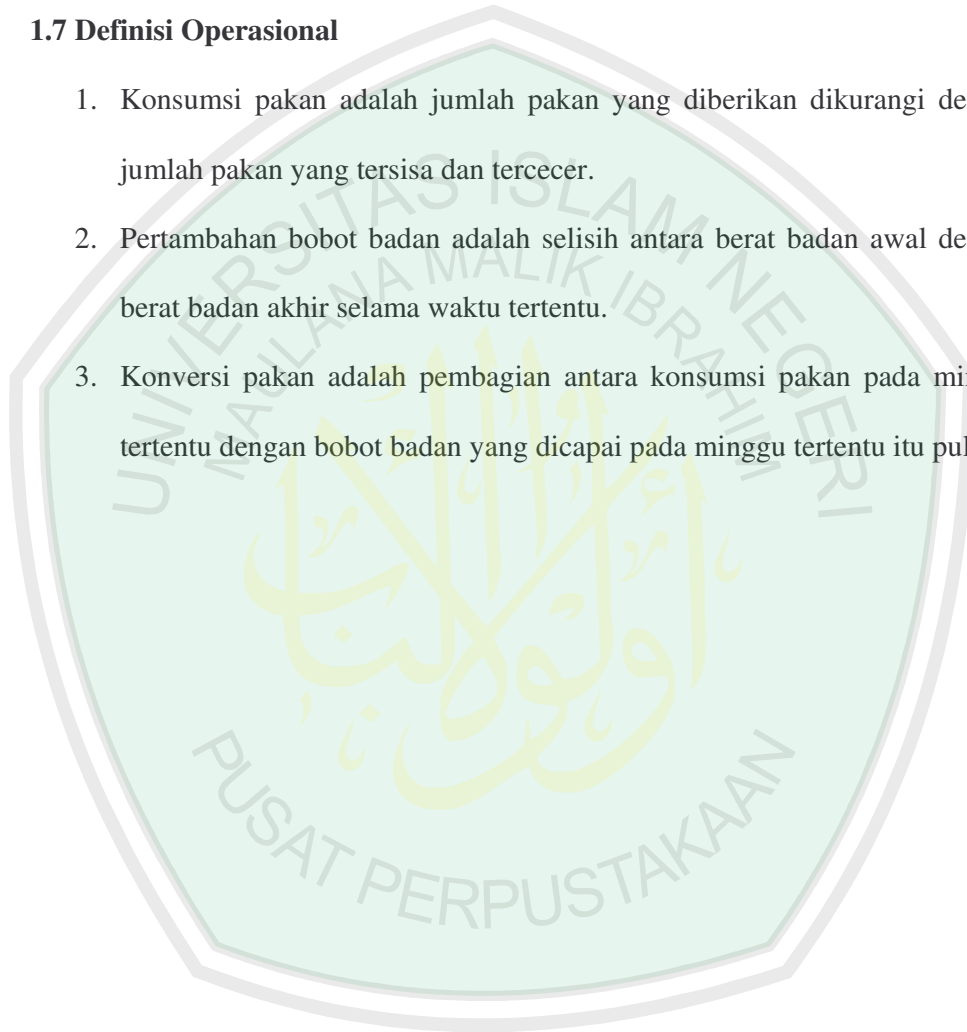 1.7 Definisi Operasional
1. Konsumsi pakan adalah jumlah pakan yang diberikan dikurangi de
jumlah pakan yang tersisa dan tercecer.
2. Pertambahan bobot badan adalah selisih antara berat badan awal de
berat badan akhir selama waktu tertentu.
3. Konversi pakan adalah pembagian antara konsumsi pakan pada
tertentu dengan bobot badan yang dicapai pada minggu tertentu itu
UNIVERSITAS ISLAM NEGERI
MAULANA MALIK IBRAHIM
PUSAT PERPUSTAKAAN